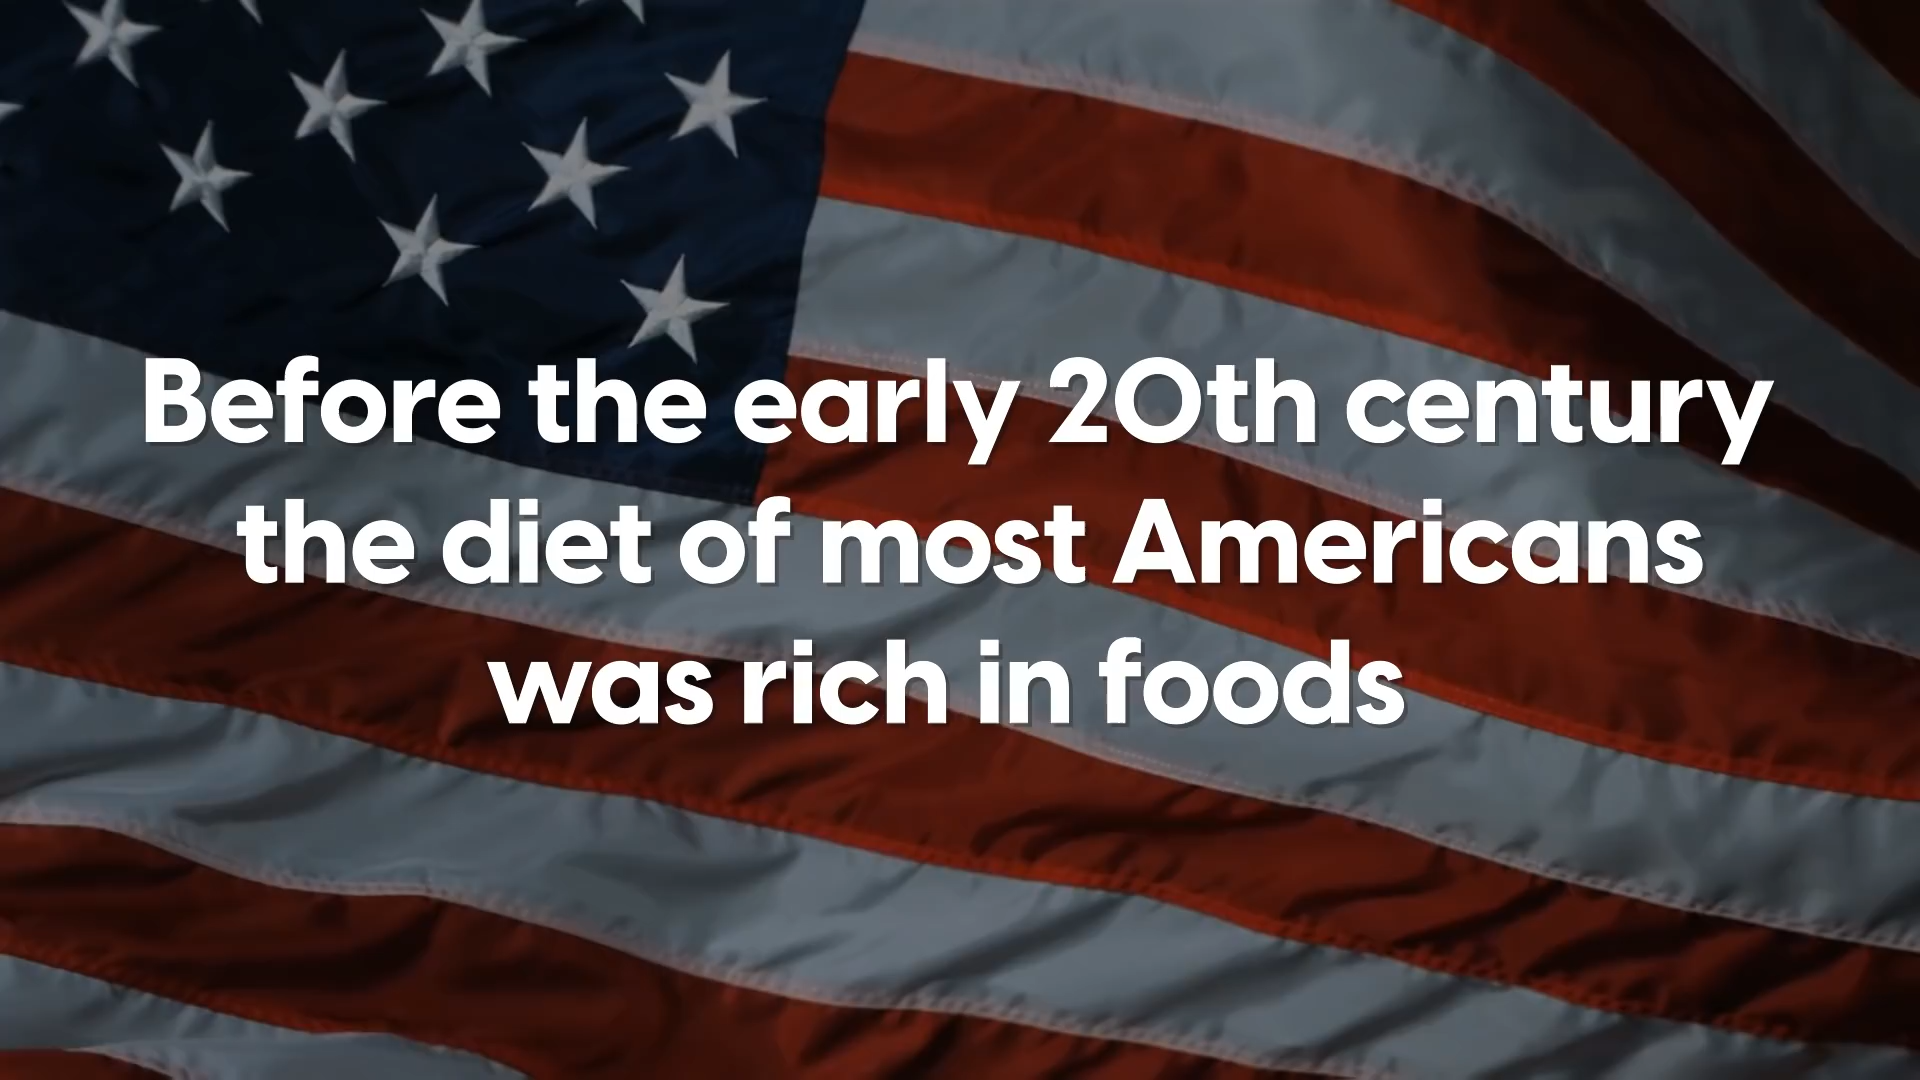 Before the early 20th century
the diet of most Americans
was rich in foods